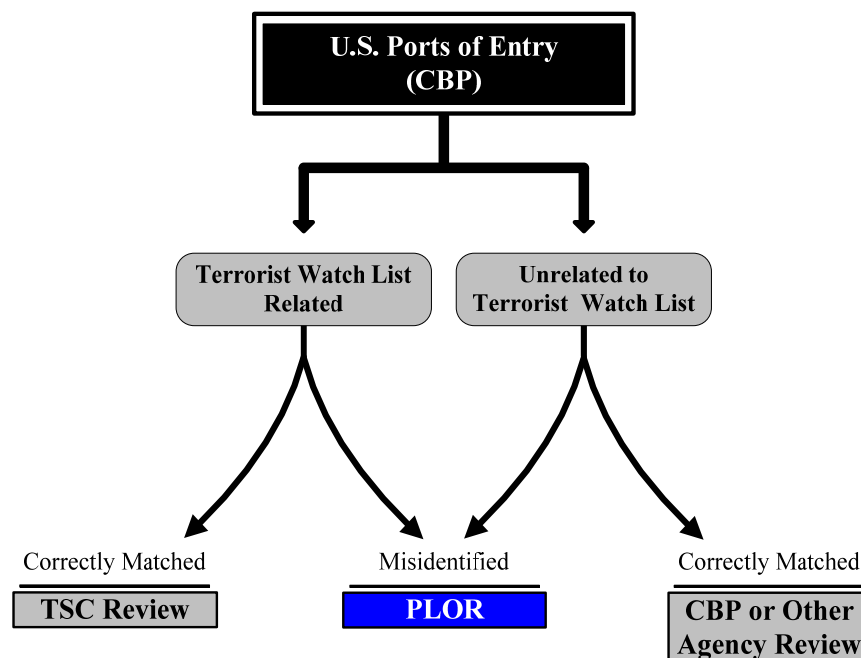 U.S. Ports of Entry
(CBP)
Terrorist Watch List
Related
Unrelated to
Terrorist Watch List
Correctly Matched
TSC Review
Misidentified
PLOR
Correctly Matched
CBP or Other
Agency Review